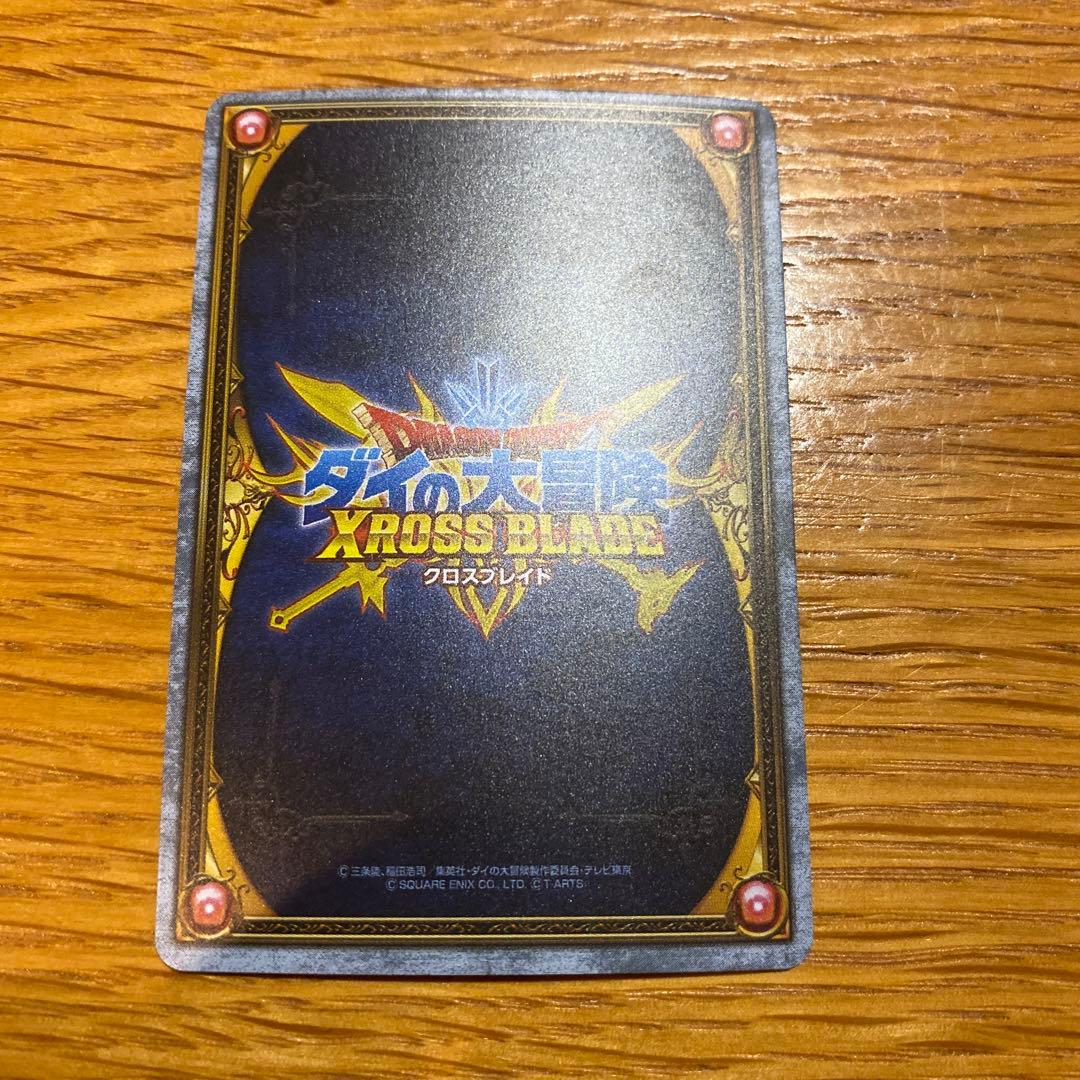 DRAGON QUEST
ダイの大冒険
XROSS BLADE
クロスブレイド
©三条陸、稲田浩司／集英社・ダイの大冒険製作委員会・テレビ東京
© SQUARE ENIX CO., LTD. © T ARTS